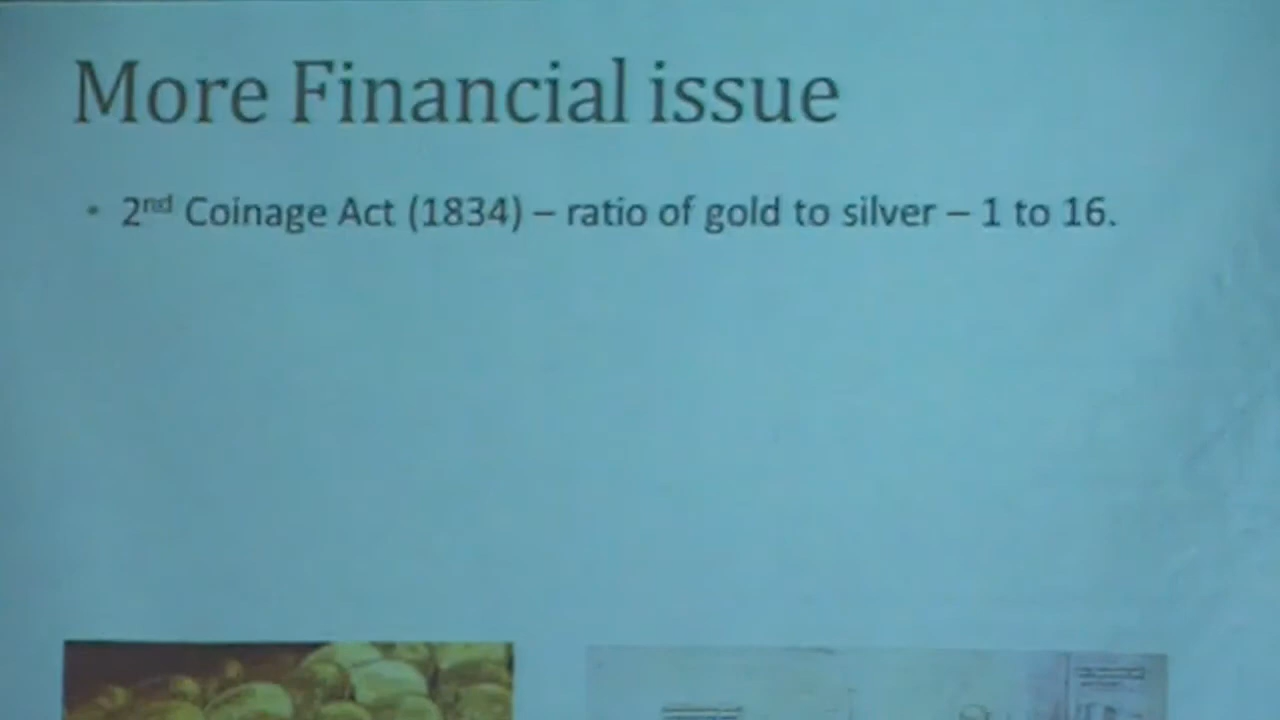 More Financial issue
• 2nd Coinage Act (1834) – ratio of gold to silver – 1 to 16.